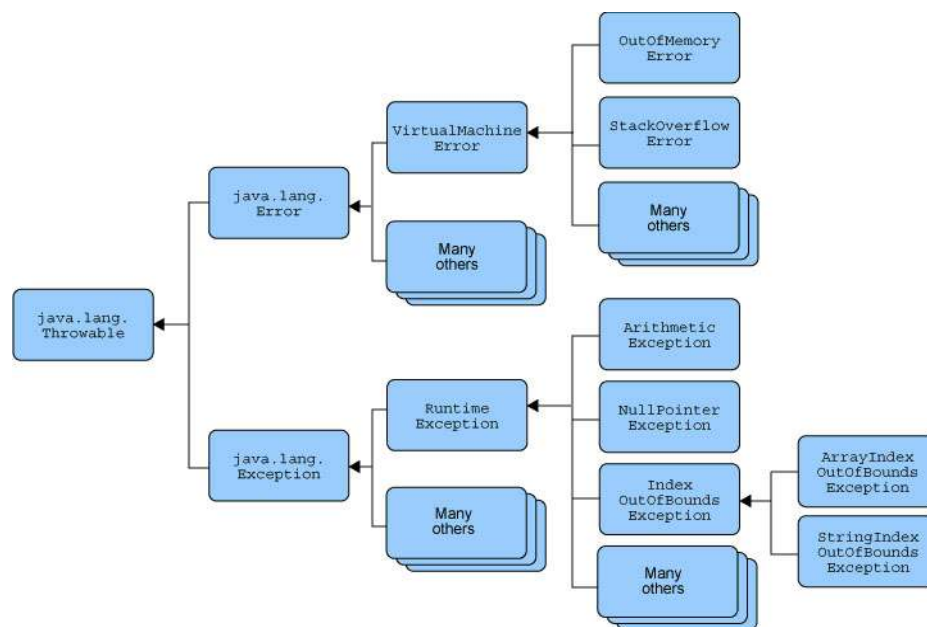 java.lang.
Throwable
java.lang.
Error
VirtualMachine
Error
OutOfMemory
Error
StackOverflow
Error
Many
others
Many
others
java.lang.
Exception
Runtime
Exception
Arithmetic
Exception
NullPointer
Exception
Index
OutOfBounds
Exception
ArrayIndex
OutOfBounds
Exception
StringIndex
OutOfBounds
Exception
Many
others
Many
others